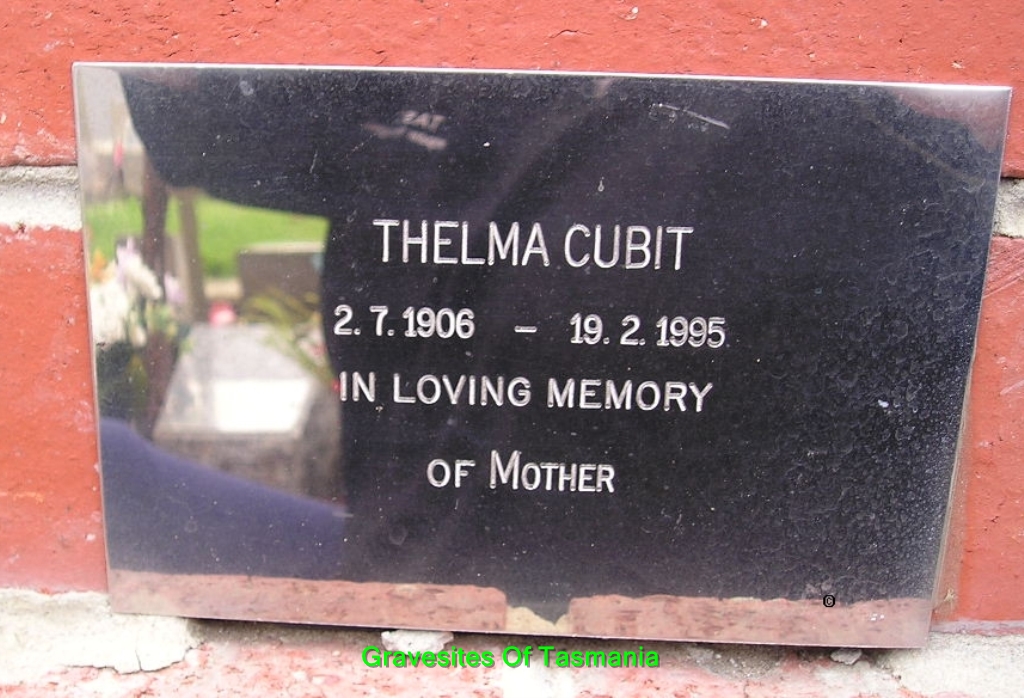 THELMA CUBIT
2. 7. 1906 – 19. 2. 1995
IN LOVING MEMORY
OF MOTHER
©
Gravesites Of Tasmania